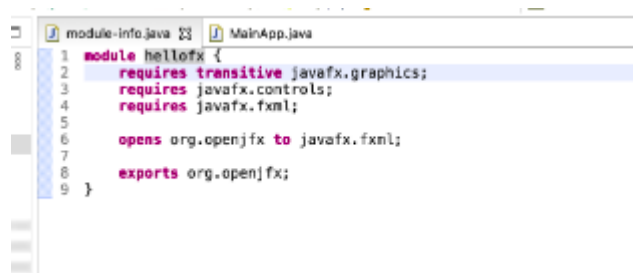 module-info.java MainApp.java
1 module hellofx {
2 requires transitive javafx.graphics;
3 requires javafx.controls;
4 requires javafx.fxml;
5
6 opens org.openjfx to javafx.fxml;
7
8 exports org.openjfx;
9 }